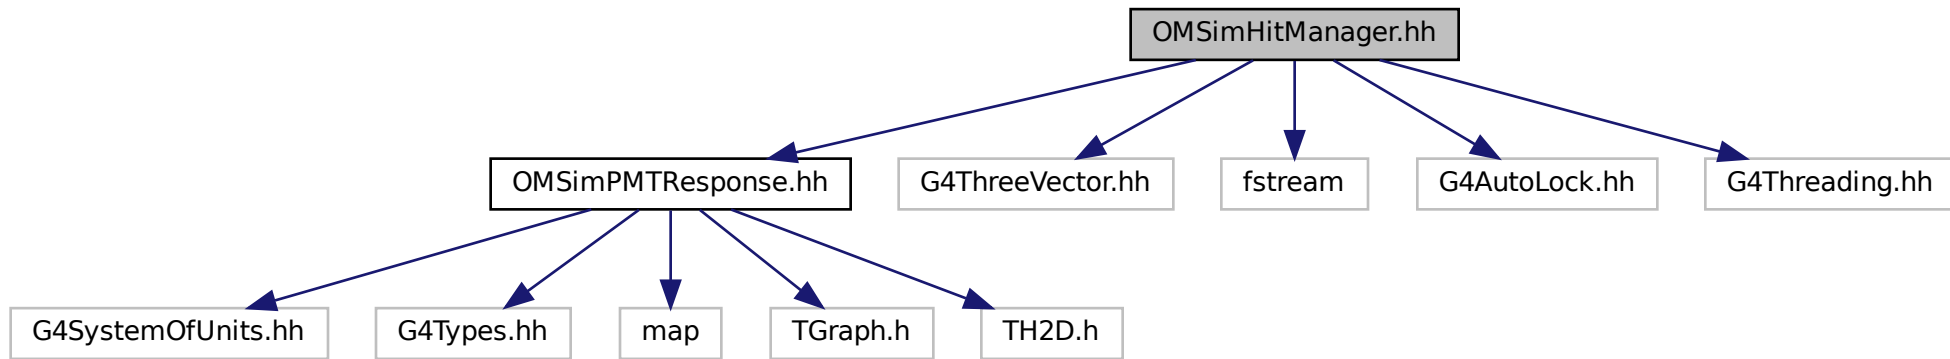 OMSimHitManager.hh
OMSimPMTResponse.hh
G4ThreeVector.hh
fstream
G4AutoLock.hh
G4Threading.hh
G4SystemOfUnits.hh
G4Types.hh
map
TGraph.h
TH2D.h